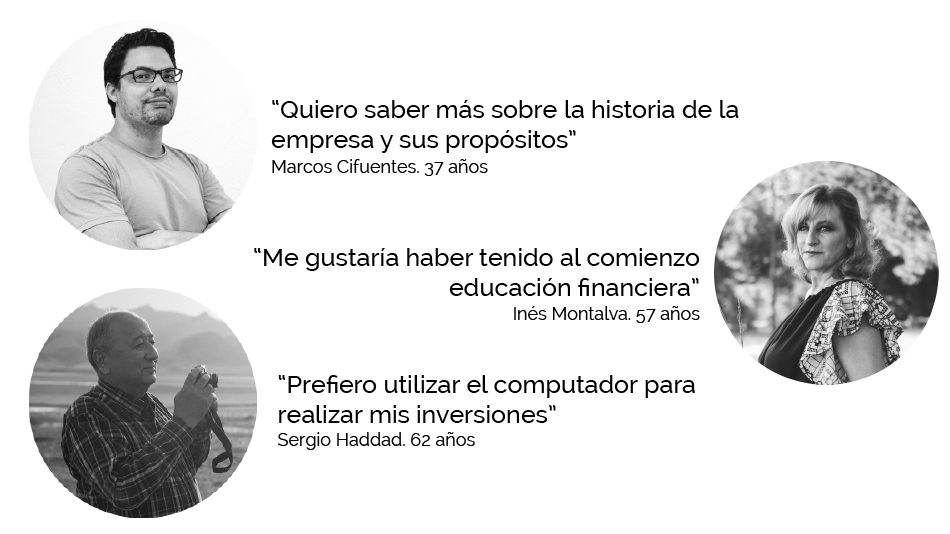 “Quiero saber más sobre la historia de la
empresa y sus propósitos”
Marcos Cifuentes. 37 años
“Me gustaría haber tenido al comienzo
educación financiera”
Inés Montalva. 57 años
“Prefiero utilizar el computador para
realizar mis inversiones”
Sergio Haddad. 62 años